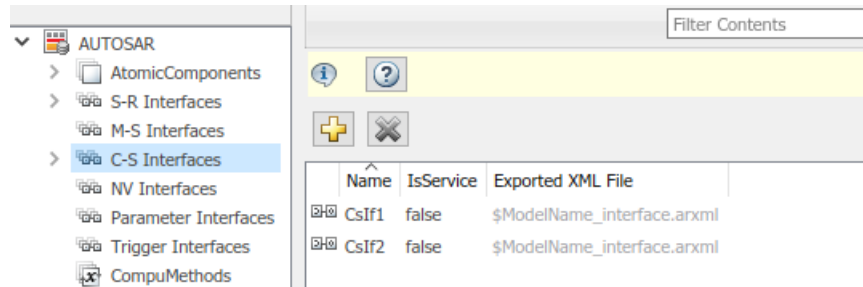 Filter Contents
AUTOSAR
AtomicComponents
S-R Interfaces
M-S Interfaces
C-S Interfaces
NV Interfaces
Parameter Interfaces
Trigger Interfaces
CompuMethods
Name IsService Exported XML File
CsIf1 false $ModelName_interface.arxml
CsIf2 false $ModelName_interface.arxml